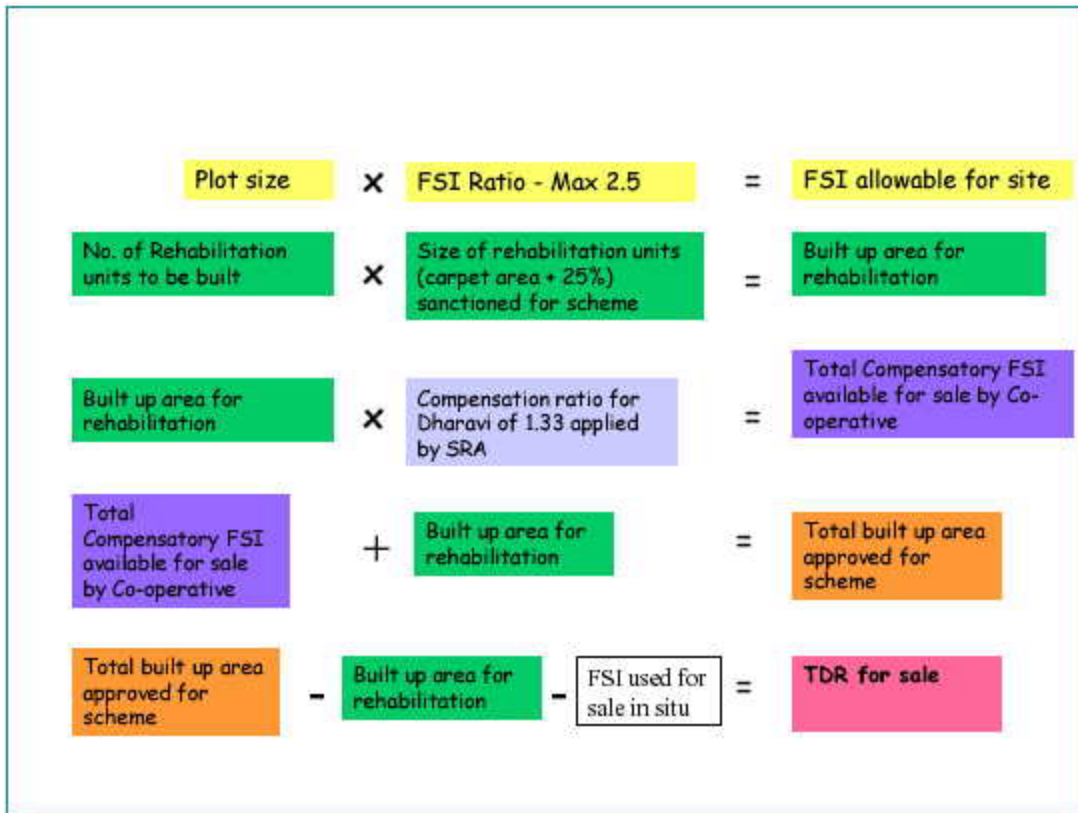 Plot size × FSI Ratio - Max 2.5 = FSI allowable for site
No. of Rehabilitation
units to be built
×
Size of rehabilitation units
(carpet area + 25%)
sanctioned for scheme
=
Built up area for
rehabilitation
Built up area for
rehabilitation
×
Compensation ratio for
Dharavi of 1.33 applied
by SRA
=
Total Compensatory FSI
available for sale by Co-
operative
Total
Compensatory FSI
available for sale
by Co-operative
+
Built up area for
rehabilitation
=
Total built up area
approved for
scheme
Total built up area
approved for
scheme
-
Built up area for
rehabilitation
-
FSI used for
sale in situ
=
TDR for sale